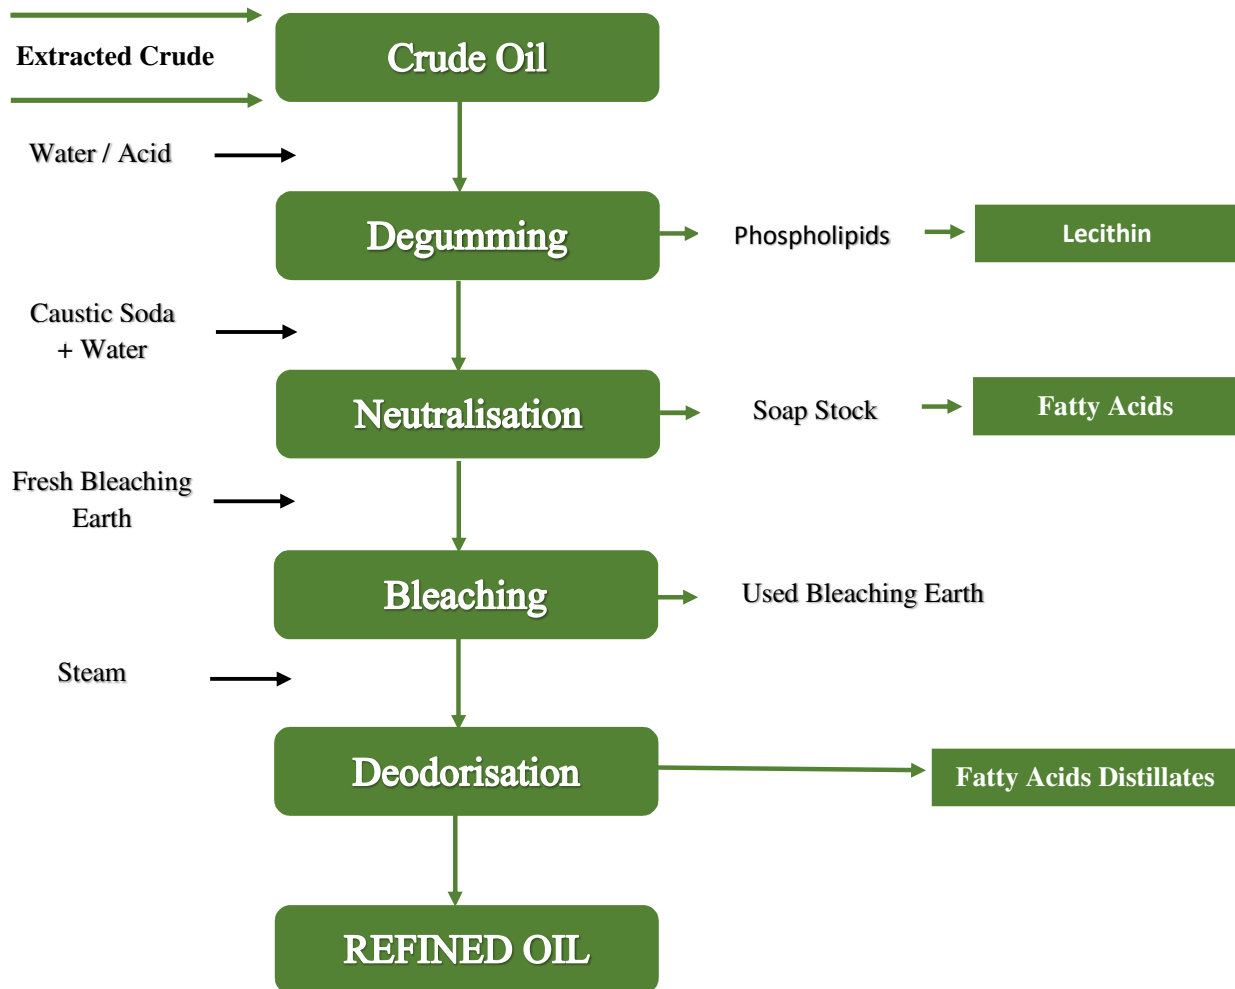 Extracted Crude
Crude Oil
Water / Acid
Degumming
Phospholipids
Lecithin
Caustic Soda
+ Water
Neutralisation
Soap Stock
Fatty Acids
Fresh Bleaching
Earth
Bleaching
Used Bleaching Earth
Steam
Deodorisation
Fatty Acids Distillates
REFINED OIL